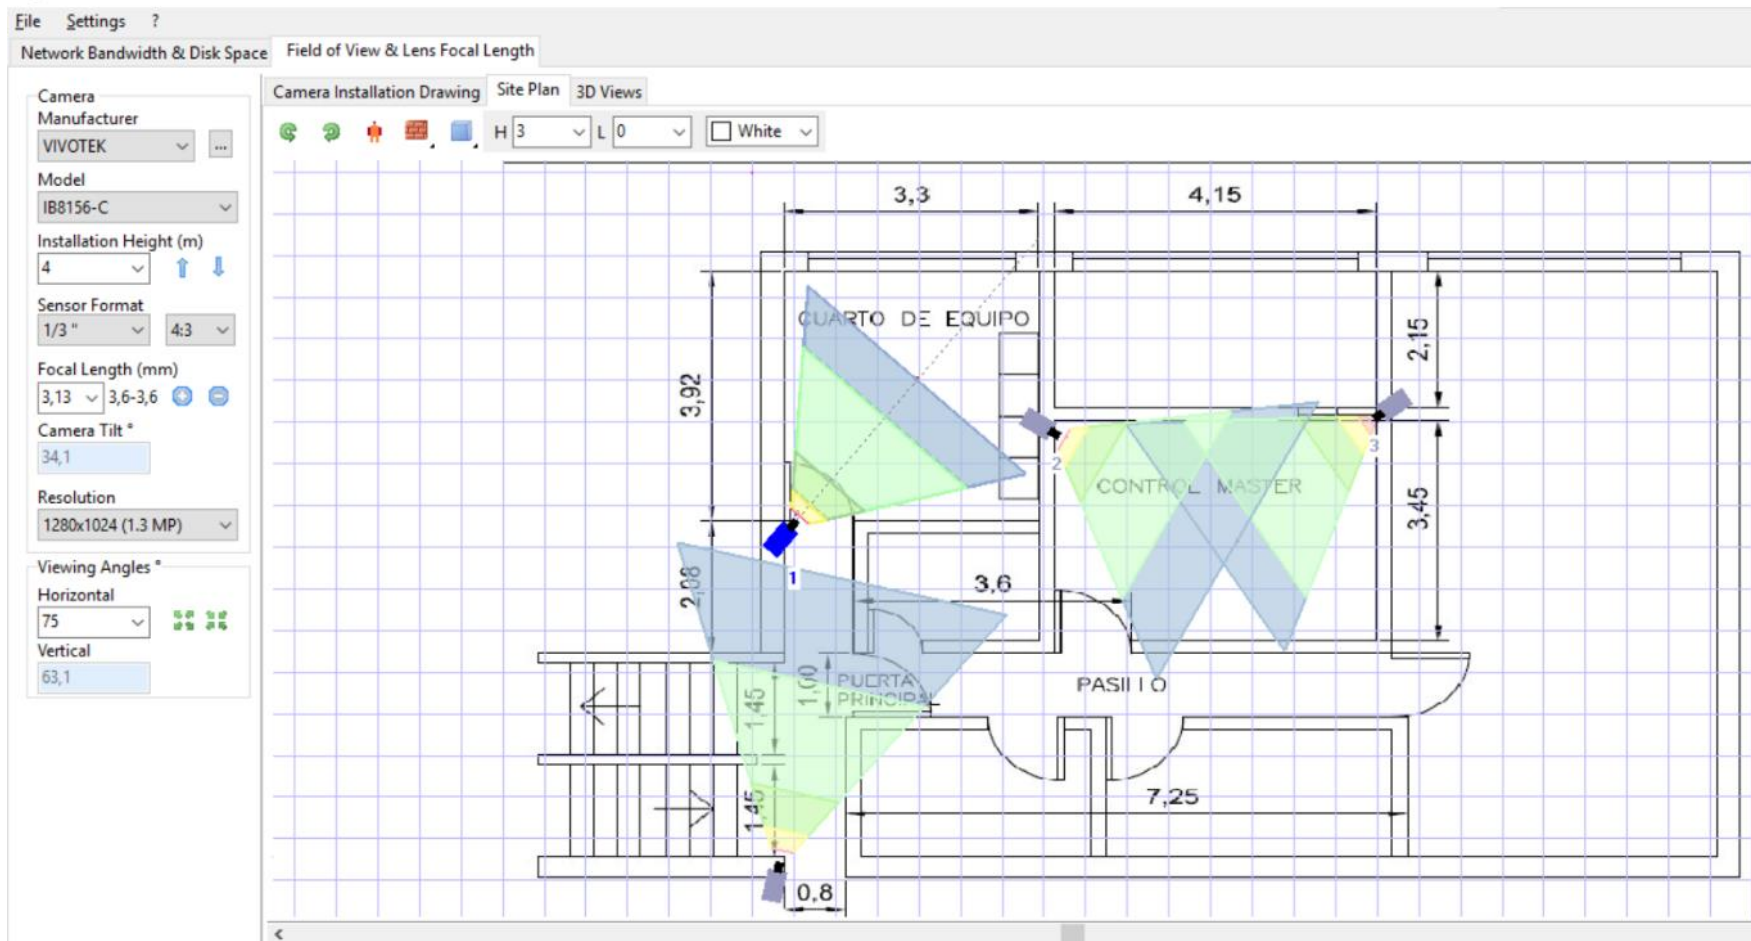 File Settings ?
Network Bandwidth & Disk Space Field of View & Lens Focal Length
Camera
Manufacturer
VIVOTEK ...
Model
IB8156-C
Installation Height (m)
4
Sensor Format
1/3 " 4:3
Focal Length (mm)
3,13 3,6-3,6
Camera Tilt °
34,1
Resolution
1280x1024 (1.3 MP)
Viewing Angles °
Horizontal
75
Vertical
63,1
Camera Installation Drawing Site Plan 3D Views
H 3 L 0 White
3,3 4,15
CUARTO DE EQUIPO
2,15
3,92
2 3
CONTROL MASTER
3,45
1
3,6
2,08
PUERTA
PRINCIPAL
1,00
1,45
PASILLO
7,25
1,45
0,8